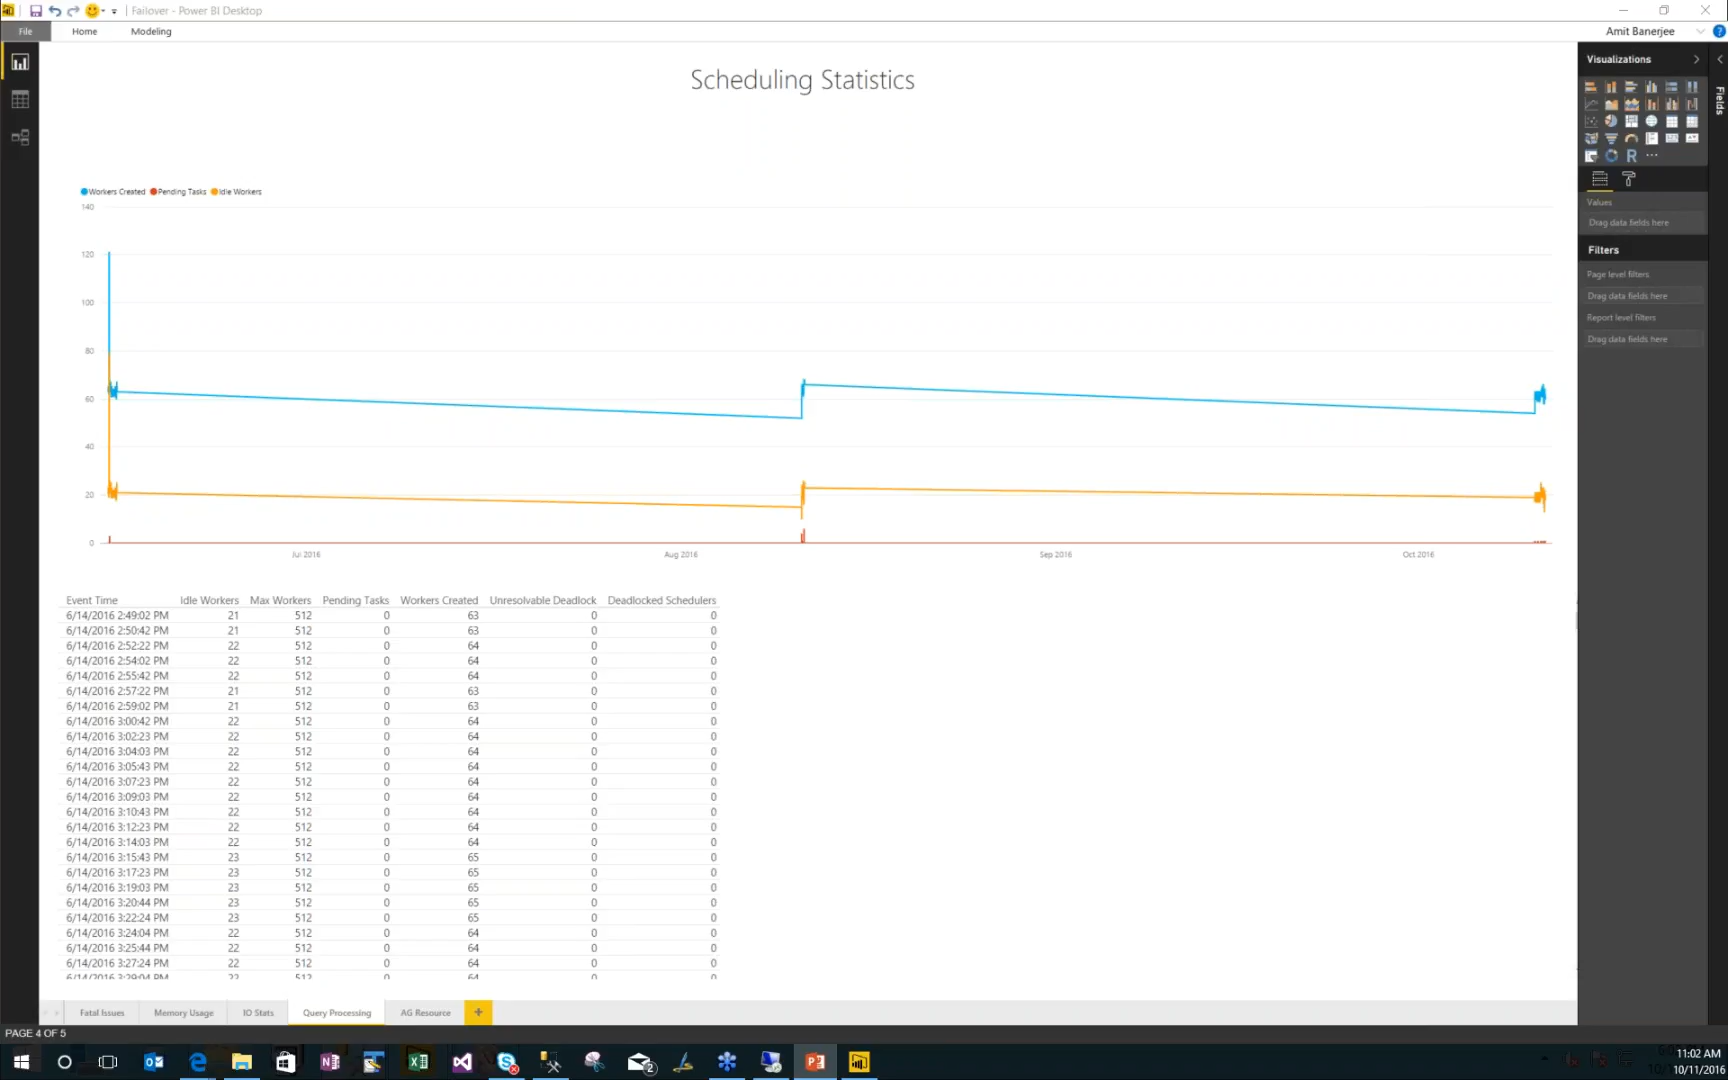 Failover - Power BI Desktop
File Home Modeling Amit Banerjee ?
Scheduling Statistics
Visualizations
Fields
Workers Created Pending Tasks Idle Workers
140
120
100
80
60
40
20
0
Jul 2016 Aug 2016 Sep 2016 Oct 2016
R
Values
Drag data fields here
Filters
Page level filters
Drag data fields here
Report level filters
Drag data fields here
Event Time Idle Workers Max Workers Pending Tasks Workers Created Unresolvable Deadlock Deadlocked Schedulers
6/14/2016 2:49:02 PM 21 512 0 63 0 0
6/14/2016 2:50:42 PM 21 512 0 63 0 0
6/14/2016 2:52:22 PM 22 512 0 64 0 0
6/14/2016 2:54:02 PM 22 512 0 64 0 0
6/14/2016 2:55:42 PM 22 512 0 64 0 0
6/14/2016 2:57:22 PM 21 512 0 63 0 0
6/14/2016 2:59:02 PM 21 512 0 63 0 0
6/14/2016 3:00:42 PM 22 512 0 64 0 0
6/14/2016 3:02:23 PM 22 512 0 64 0 0
6/14/2016 3:04:03 PM 22 512 0 64 0 0
6/14/2016 3:05:43 PM 22 512 0 64 0 0
6/14/2016 3:07:23 PM 22 512 0 64 0 0
6/14/2016 3:09:03 PM 22 512 0 64 0 0
6/14/2016 3:10:43 PM 22 512 0 64 0 0
6/14/2016 3:12:23 PM 22 512 0 64 0 0
6/14/2016 3:14:03 PM 22 512 0 64 0 0
6/14/2016 3:15:43 PM 23 512 0 65 0 0
6/14/2016 3:17:23 PM 23 512 0 65 0 0
6/14/2016 3:19:03 PM 23 512 0 65 0 0
6/14/2016 3:20:44 PM 23 512 0 65 0 0
6/14/2016 3:22:24 PM 23 512 0 65 0 0
6/14/2016 3:24:04 PM 22 512 0 64 0 0
6/14/2016 3:25:44 PM 22 512 0 64 0 0
6/14/2016 3:27:24 PM 22 512 0 64 0 0
6/14/2016 3:29:04 PM 22 512 0 64 0 0
Fatal Issues Memory Usage IO Stats Query Processing AG Resource +
PAGE 4 OF 5
11:02 AM
10/11/2016